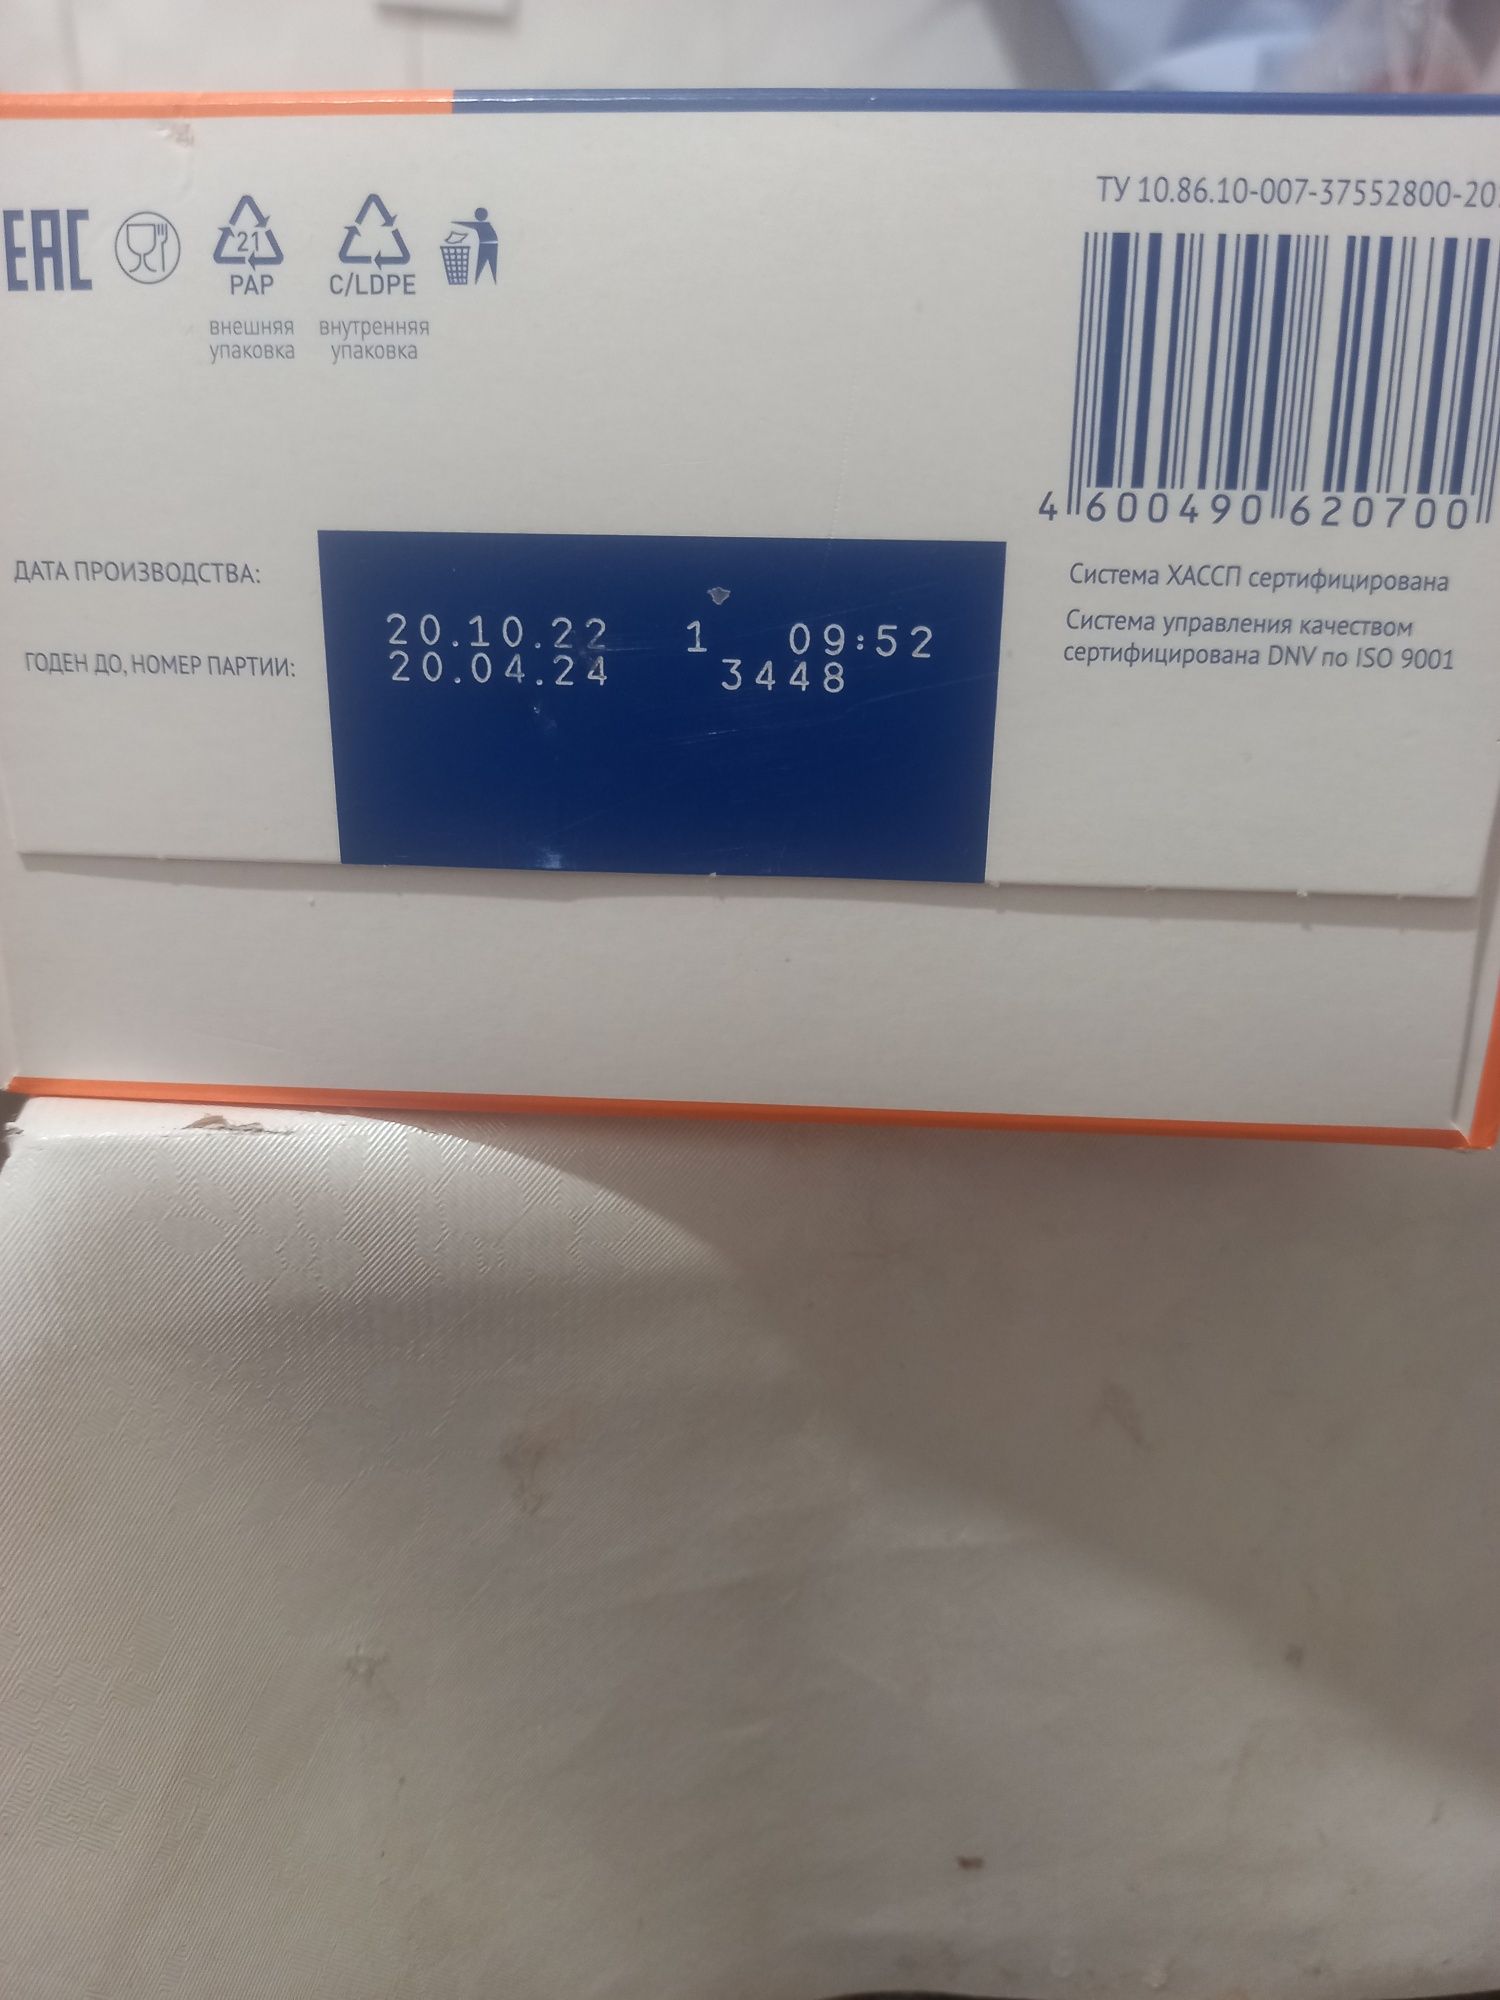 ТУ 10.86.10-007-37552800-20
EAC
21
PAP
C/LDPE
внешняя
упаковка
внутренняя
упаковка
4 600490 620700
ДАТА ПРОИЗВОДСТВА:
20.10.22 1 09:52
ГОДЕН ДО, НОМЕР ПАРТИИ:
20.04.24 3448
Система ХАССП сертифицирована
Система управления качеством
сертифицирована DNV по ISO 9001